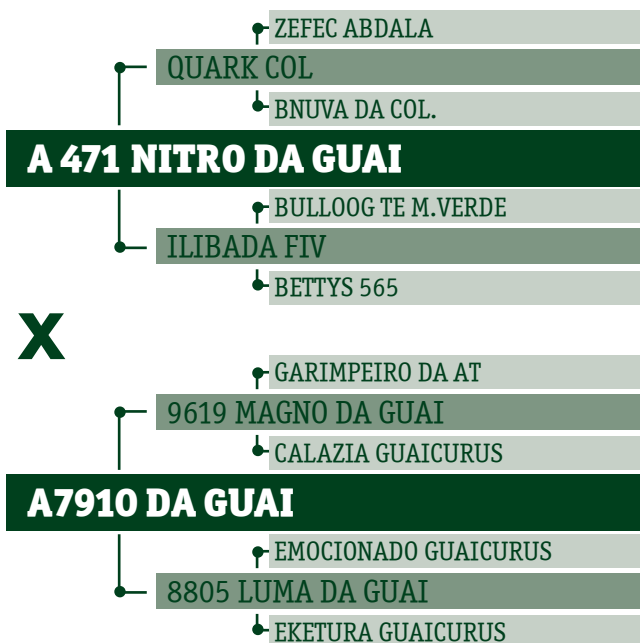 ZEFEC ABDALA
QUARK COL
BNUVA DA COL.
A 471 NITRO DA GUAI
BULLOOG TE M.VERDE
ILIBADA FIV
BETTYS 565
X
GARIMPEIRO DA AT
9619 MAGNO DA GUAI
CALAZIA GUAICURUS
A7910 DA GUAI
EMOCIONADO GUAICURUS
8805 LUMA DA GUAI
EKETURA GUAICURUS